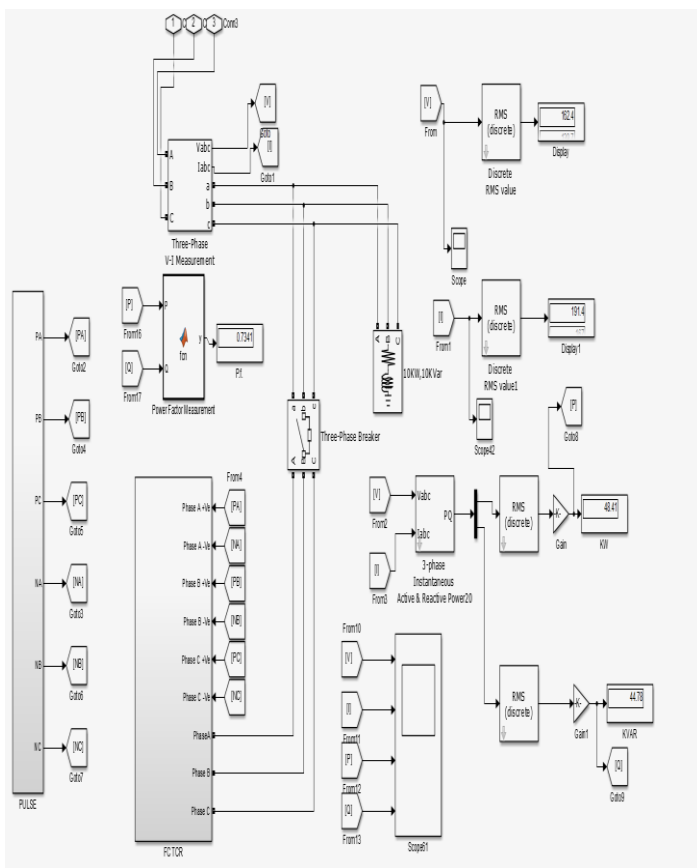 1
2
3
Com3
[V]
Goto
[I]
Goto1
Vabc
Iabc
A
a
B
b
C
c
Three-Phase
V-I Measurement
[V]
From
RMS
(discrete)
162.4
Display
Discrete
RMS value
Scope
[I]
From1
RMS
(discrete)
191.4
Display1
Discrete
RMS value1
Scope42
[P]
From16
P
fcn
y
0.7341
P.f.
[Q]
From17
Q
Power Factor Measurement
A
B
C
10KW,10KVar
a
b
c
A
B
C
Three-Phase Breaker
PA
[PA]
Goto2
PB
[PB]
Goto4
PC
[PC]
Goto5
NA
[NA]
Goto3
NB
[NB]
Goto6
NC
[NC]
Goto7
PULSE
From4
Phase A +Ve
[PA]
Phase A -Ve
[NA]
Phase B +Ve
[PB]
Phase B -Ve
[NB]
Phase C +Ve
[PC]
Phase C -Ve
[NC]
PhaseA
Phase B
Phase C
FC TCR
[P]
Goto8
[V]
From2
[I]
From3
Vabc
Iabc
PQ
3-phase
Instantaneous
Active & Reactive Power20
RMS
(discrete)
-K-
Gain
48.41
KW
From10
[V]
[I]
From11
[P]
From12
[Q]
From13
Scope61
RMS
(discrete)
-K-
Gain1
44.78
KVAR
[Q]
Goto9